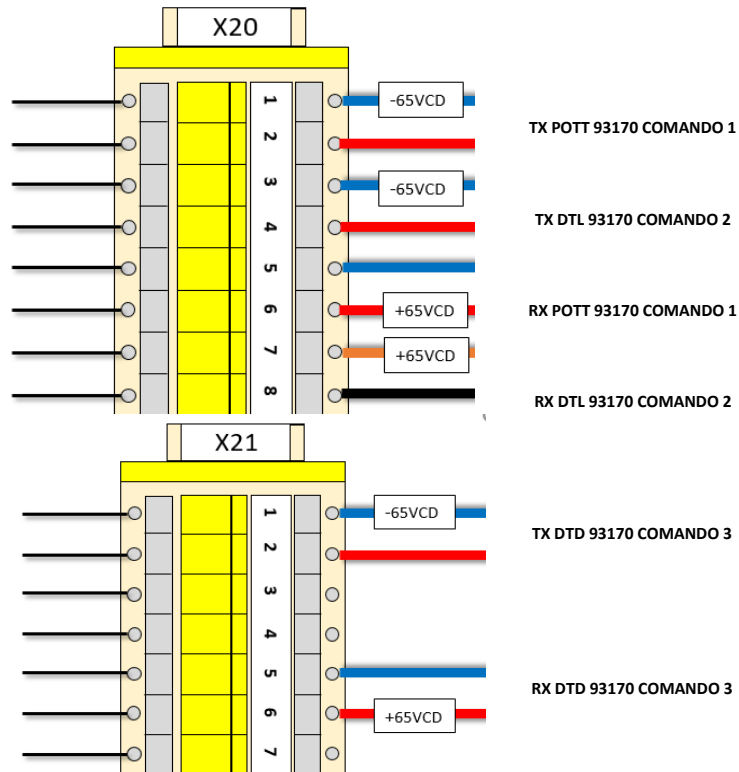 X20
1 -65VCD
TX POTT 93170 COMANDO 1
2
3 -65VCD
TX DTL 93170 COMANDO 2
4
5
6 +65VCD RX POTT 93170 COMANDO 1
7 +65VCD
8
RX DTL 93170 COMANDO 2
X21
1 -65VCD
TX DTD 93170 COMANDO 3
2
3
4
5
RX DTD 93170 COMANDO 3
6 +65VCD
7